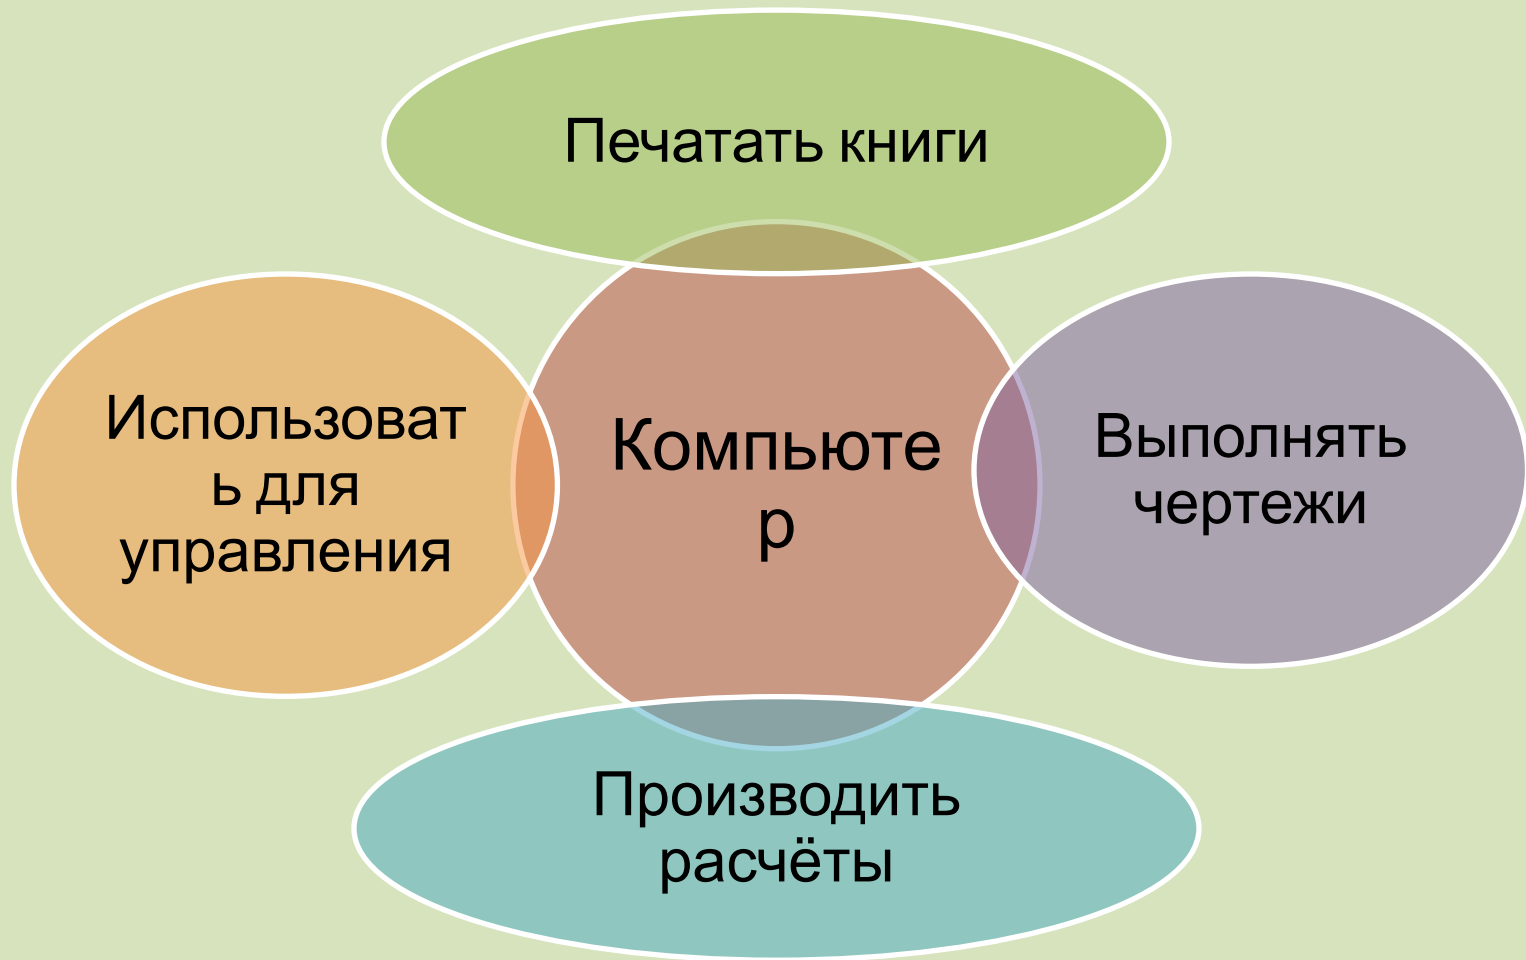 Печатать книги
Использоват
ь для
управления
Компьюте
р
Выполнять
чертежи
Производить
расчёты